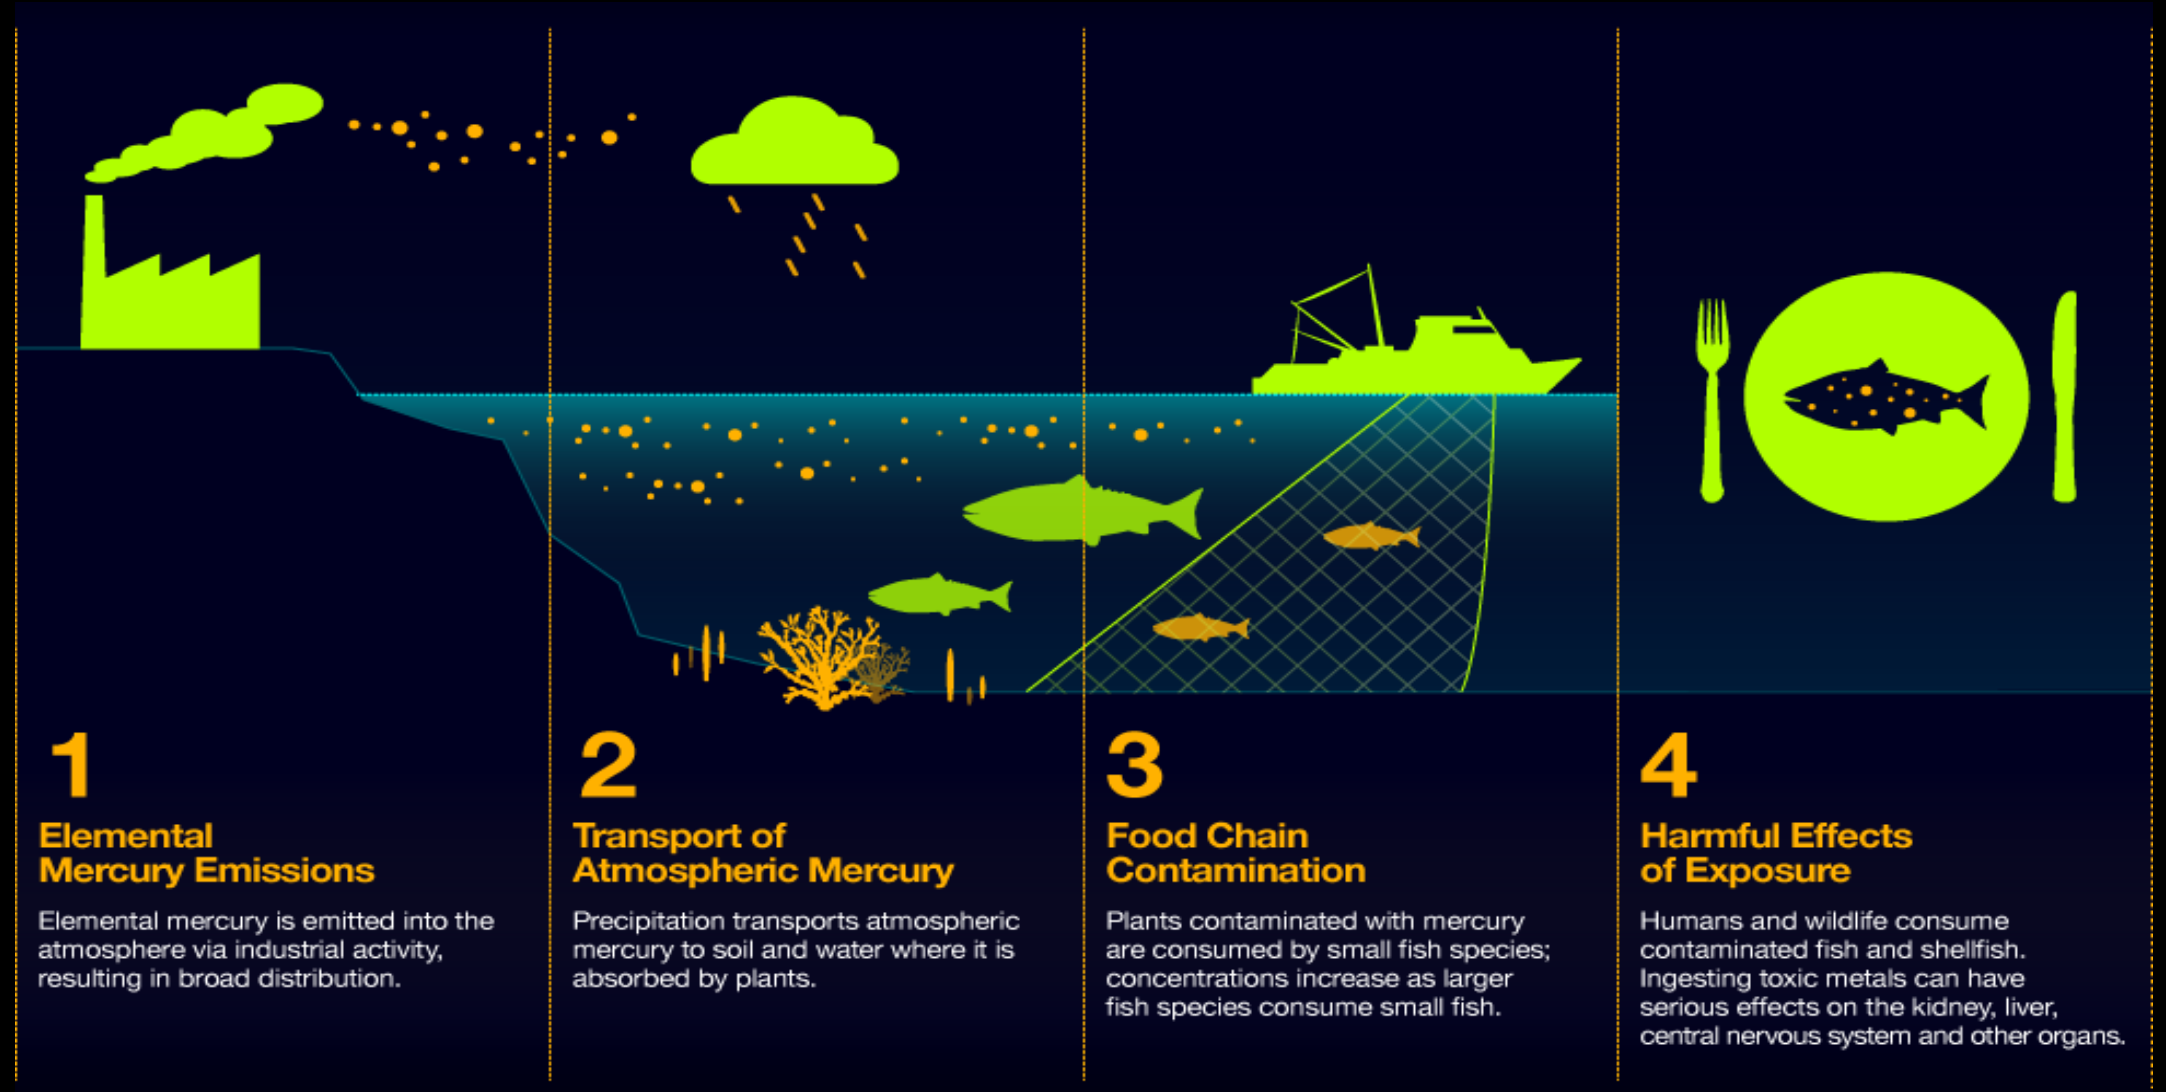 1
Elemental
Mercury Emissions
Elemental mercury is emitted into the
atmosphere via industrial activity,
resulting in broad distribution.
2
Transport of
Atmospheric Mercury
Precipitation transports atmospheric
mercury to soil and water where it is
absorbed by plants.
3
Food Chain
Contamination
Plants contaminated with mercury
are consumed by small fish species;
concentrations increase as larger
fish species consume small fish.
4
Harmful Effects
of Exposure
Humans and wildlife consume
contaminated fish and shellfish.
Ingesting toxic metals can have
serious effects on the kidney, liver,
central nervous system and other organs.